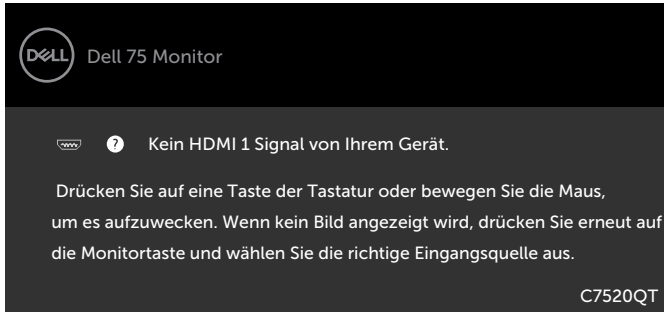 DELL Dell 75 Monitor
? Kein HDMI 1 Signal von Ihrem Gerät.
Drücken Sie auf eine Taste der Tastatur oder bewegen Sie die Maus,
um es aufzuwecken. Wenn kein Bild angezeigt wird, drücken Sie erneut auf
die Monitortaste und wählen Sie die richtige Eingangsquelle aus.
C7520QT